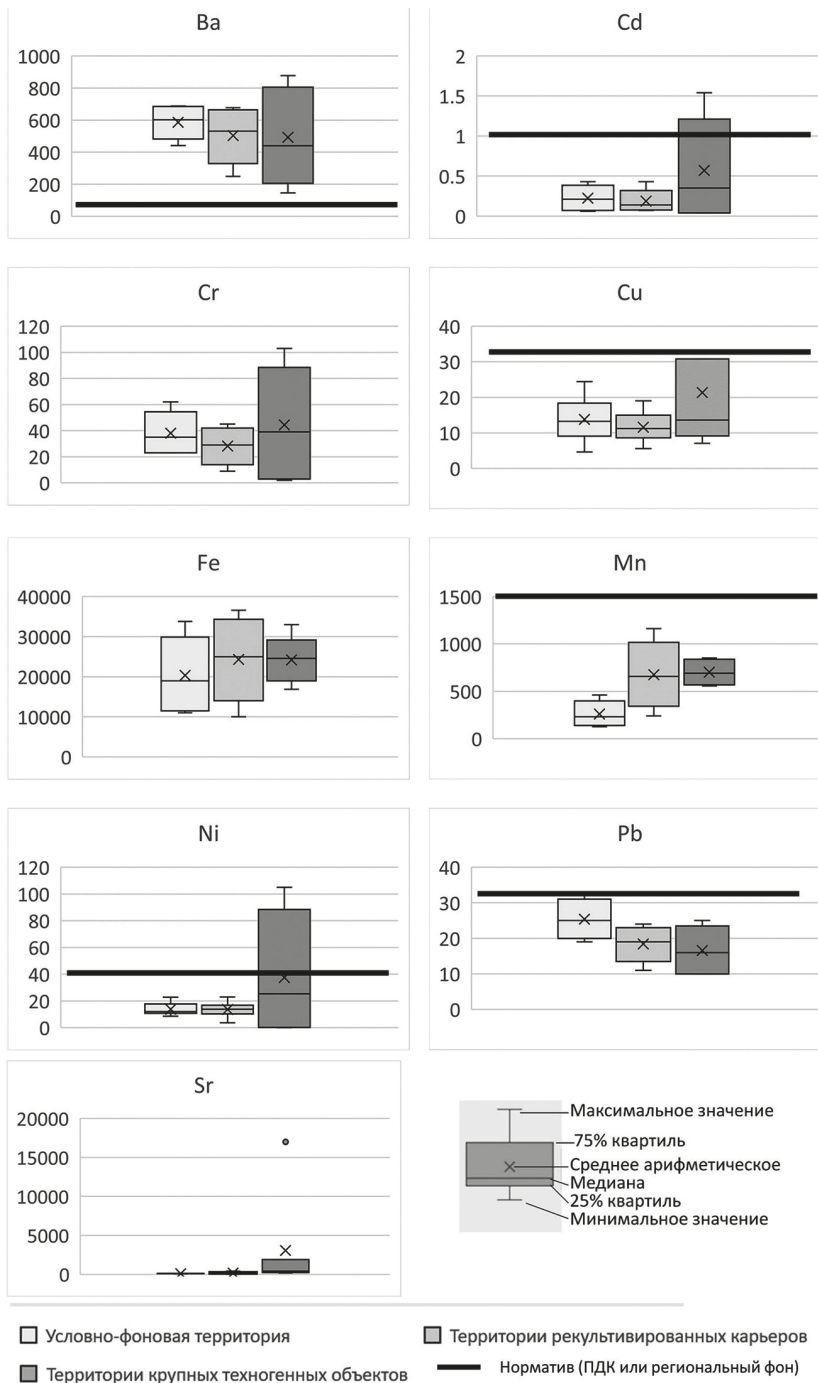 Ba
1000
800
600
400
200
0
Cd
2
1.5
1
0.5
0
Cr
120
100
80
60
40
20
0
Cu
40
30
20
10
0
Fe
40000
30000
20000
10000
0
Mn
1500
1000
500
0
Ni
120
100
80
60
40
20
0
Pb
40
30
20
10
0
Sr
20000
15000
10000
5000
0
Максимальное значение
75% квартиль
Среднее арифметическое
Медиана
25% квартиль
Минимальное значение
Условно-фоновая территория
Территории рекультивированных карьеров
Территории крупных техногенных объектов
Норматив (ПДК или региональный фон)